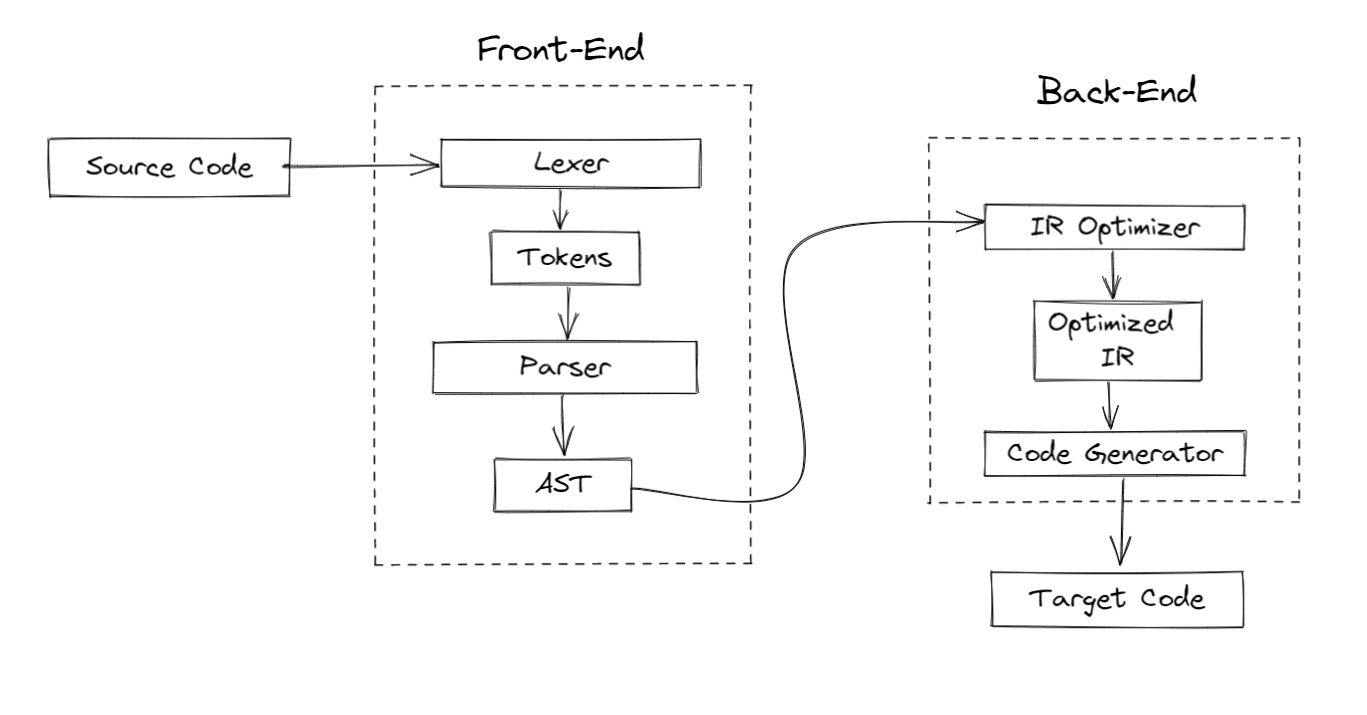 Front-End
Source Code
Lexer
Tokens
Parser
AST
Back-End
IR Optimizer
Optimized
IR
Code Generator
Target Code